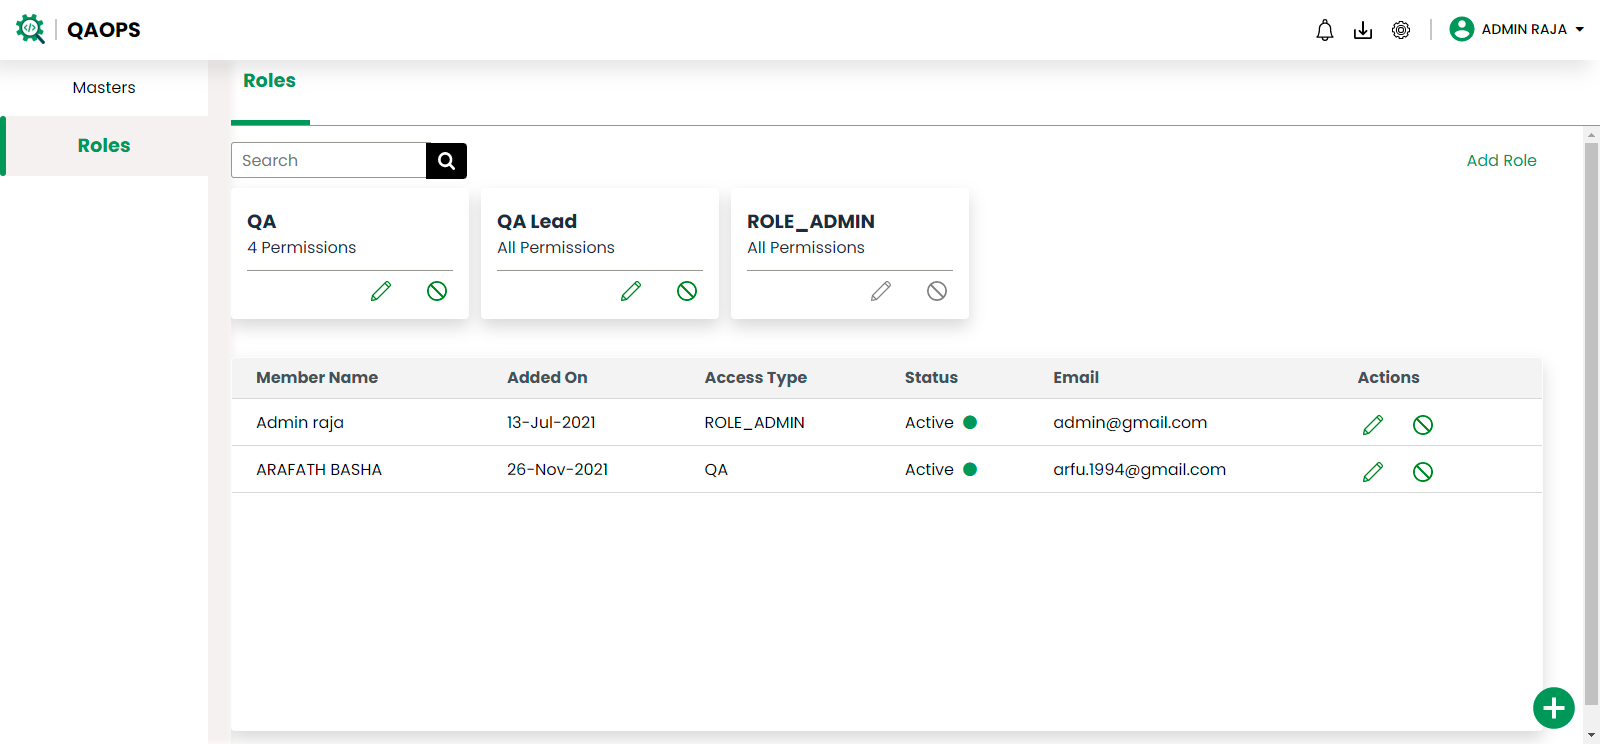 QAOPS
ADMIN RAJA
Masters
Roles
Roles
Search
Add Role
QA
4 Permissions
QA Lead
All Permissions
ROLE_ADMIN
All Permissions
Member Name Added On Access Type Status Email Actions
Admin raja 13-Jul-2021 ROLE_ADMIN Active admin@gmail.com
ARAFATH BASHA 26-Nov-2021 QA Active arfu.1994@gmail.com